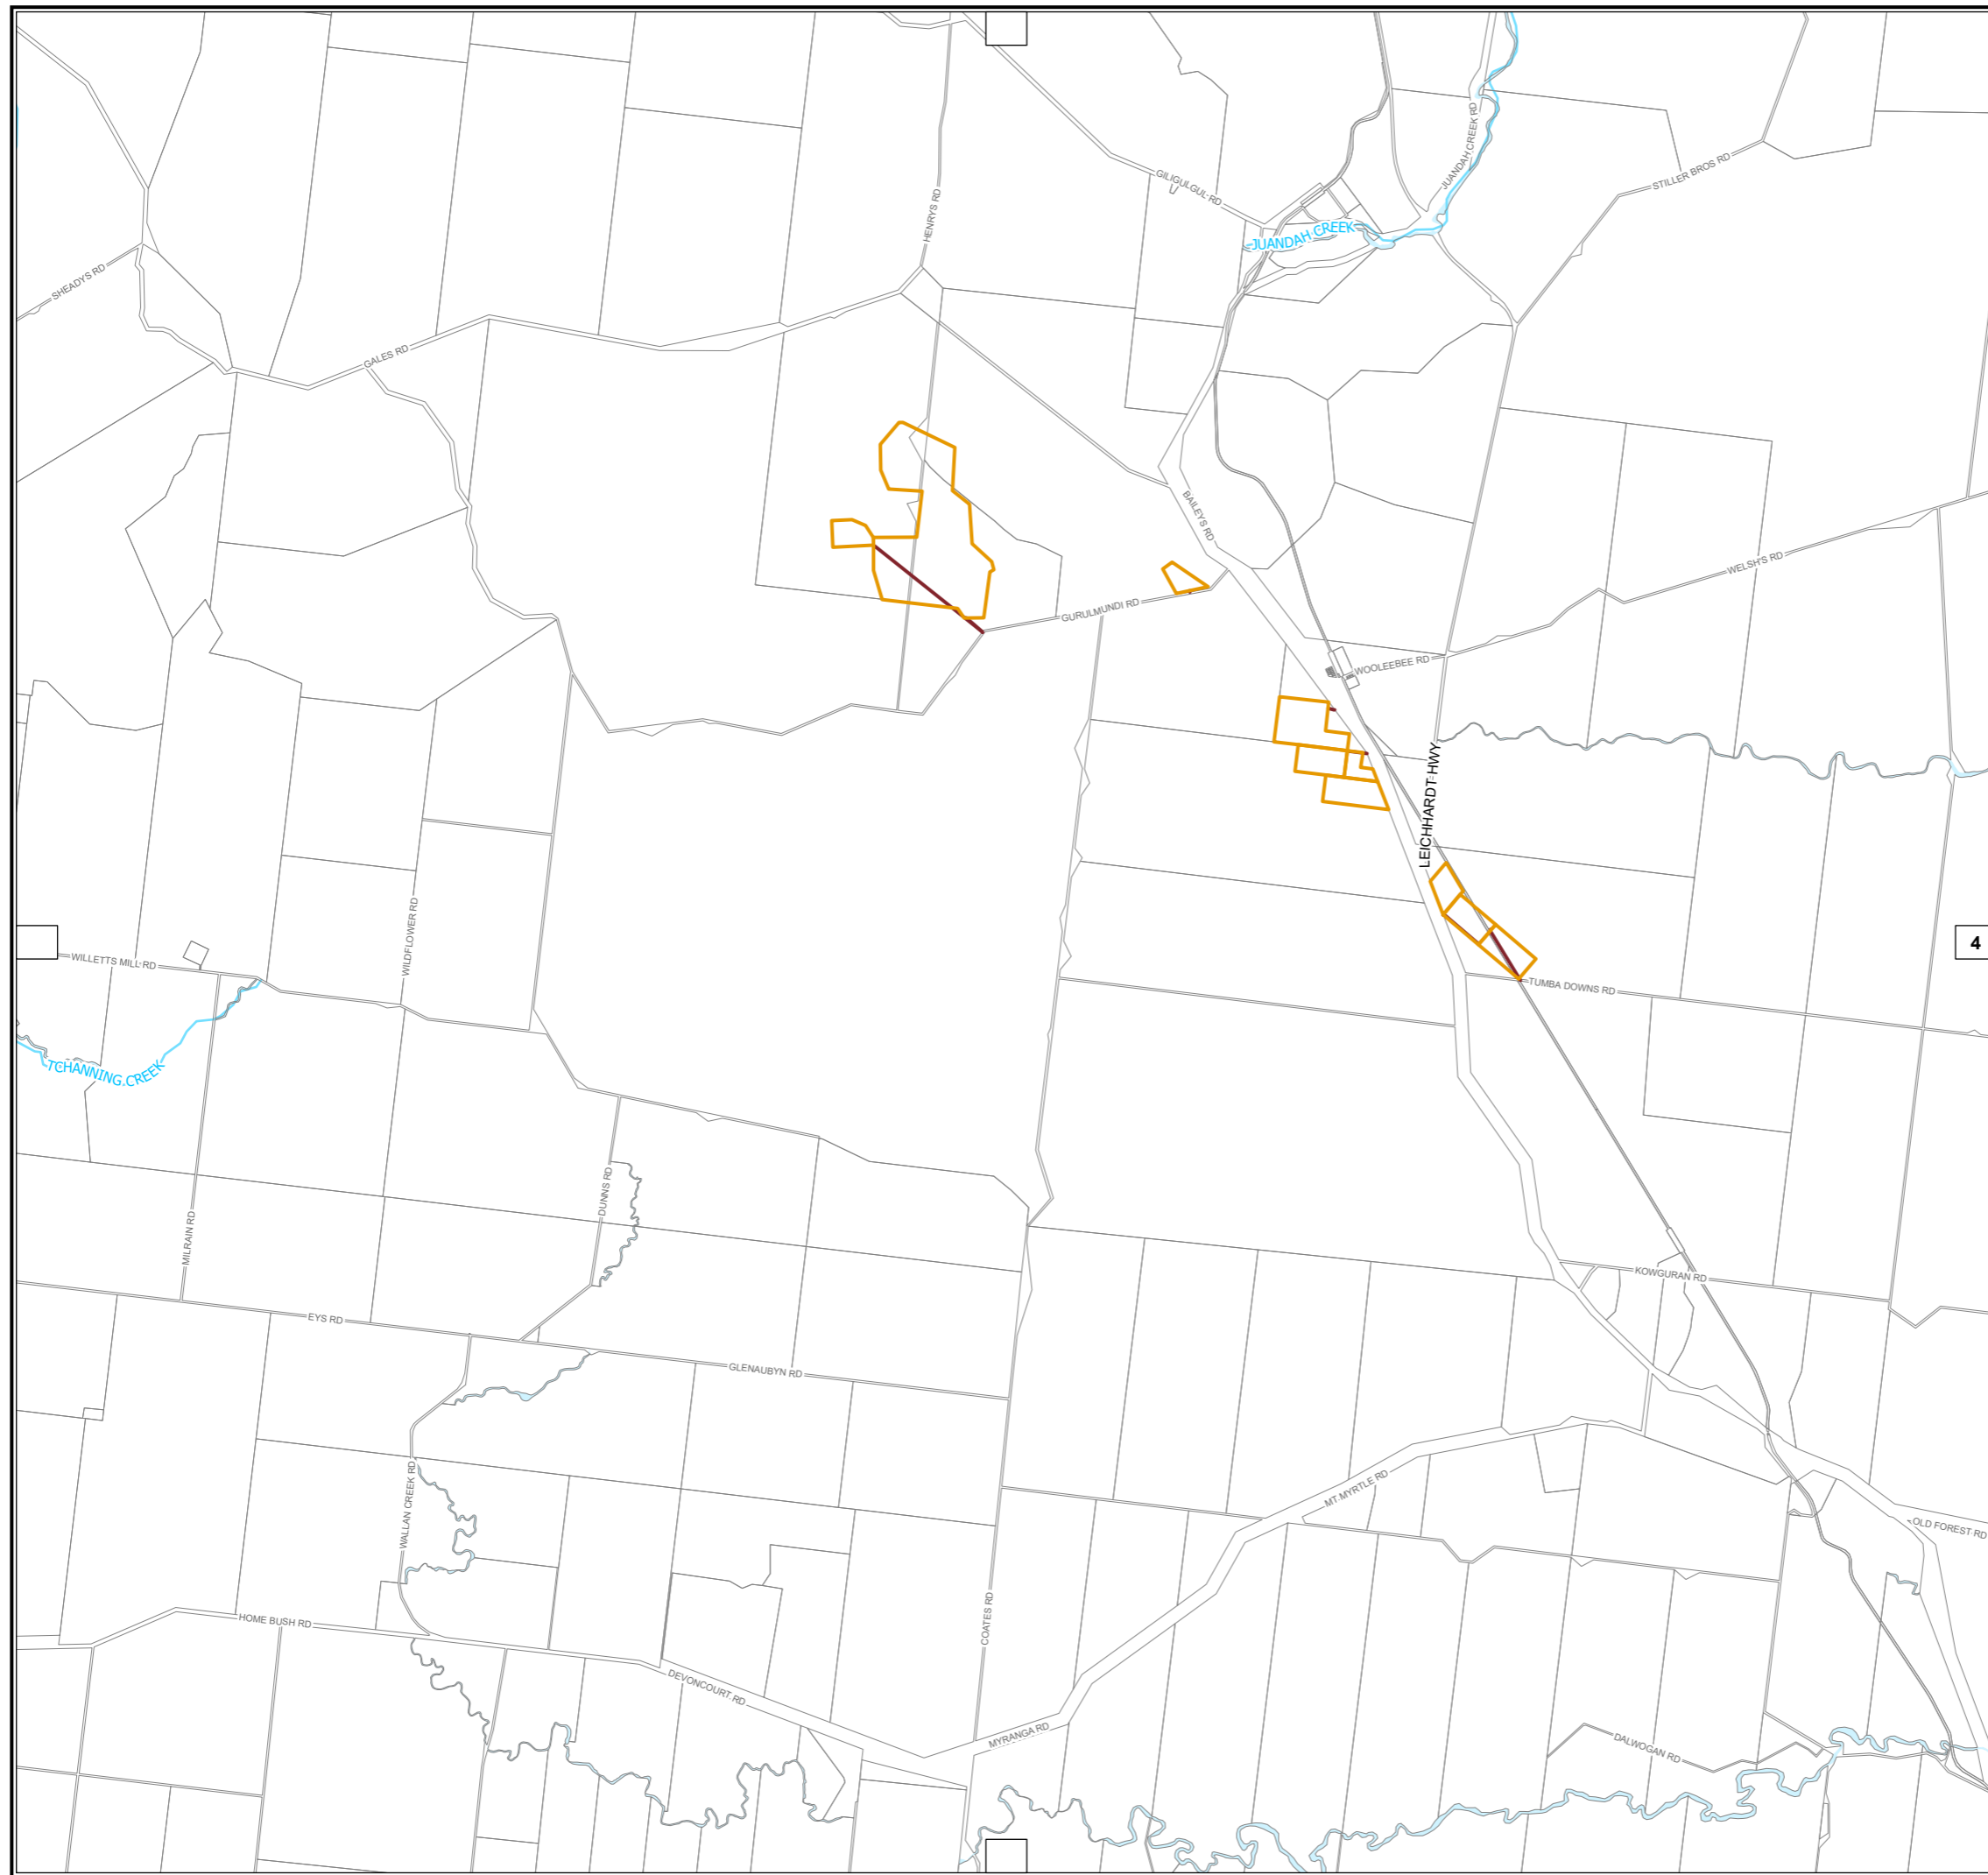 JUANDAH CREEK RD
STILLER BROS RD
GILIGULGUL RD
HENRYS RD
JUANDAH CREEK
SHEADYS RD
GALES RD
BAILEYS RD
WELSH'S RD
GURULMUNDI RD
WOOLEEBEE RD
LEICHHARDT HWY
WILDFLOWER RD
WILLETTS MILL RD
4
TUMBA DOWNS RD
TCHANNING CREEK
DUNNS RD
MILRAIN RD
KOWGURAN RD
EYS RD
GLENAUBYN RD
MT MYRTLE RD
WALLAN CREEK RD
OLD FOREST RD
HOME BUSH RD
COATES RD
DEVONCOURT RD
MYRANGA RD
DALWOGAN RD